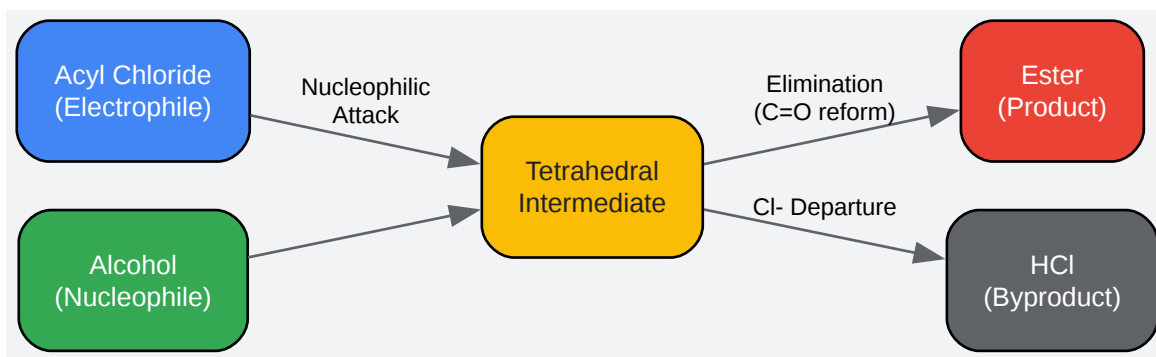 Acyl Chloride
(Electrophile)
Nucleophilic
Attack
Elimination
(C=O reform)
Ester
(Product)
Tetrahedral
Intermediate
Cl- Departure
Alcohol
(Nucleophile)
HCl
(Byproduct)